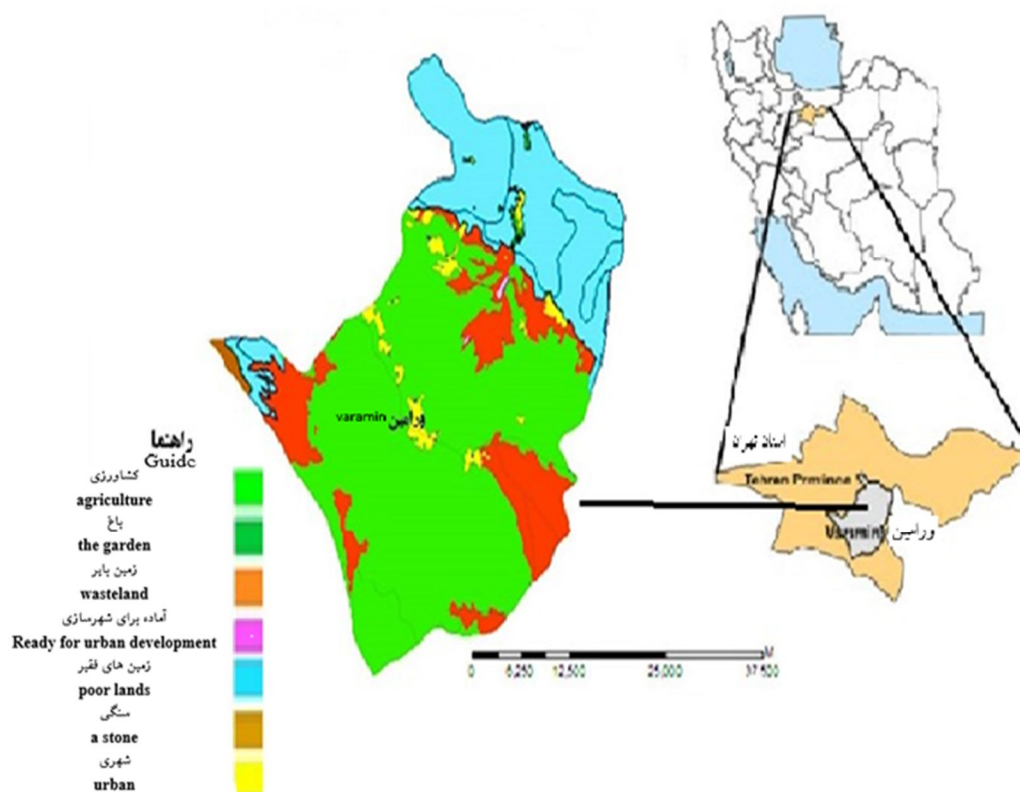 varamin ورامین
راهنما
Guide
کشاورزی
agriculture
باغ
the garden
زمین بایر
wasteland
آماده برای شهرسازی
Ready for urban development
زمین های فقیر
poor lands
سنگی
a stone
شهری
urban
استان تهران
Tehran Province
Varamin
ورامین
M
0 6,250 12,500 25,000 37,500